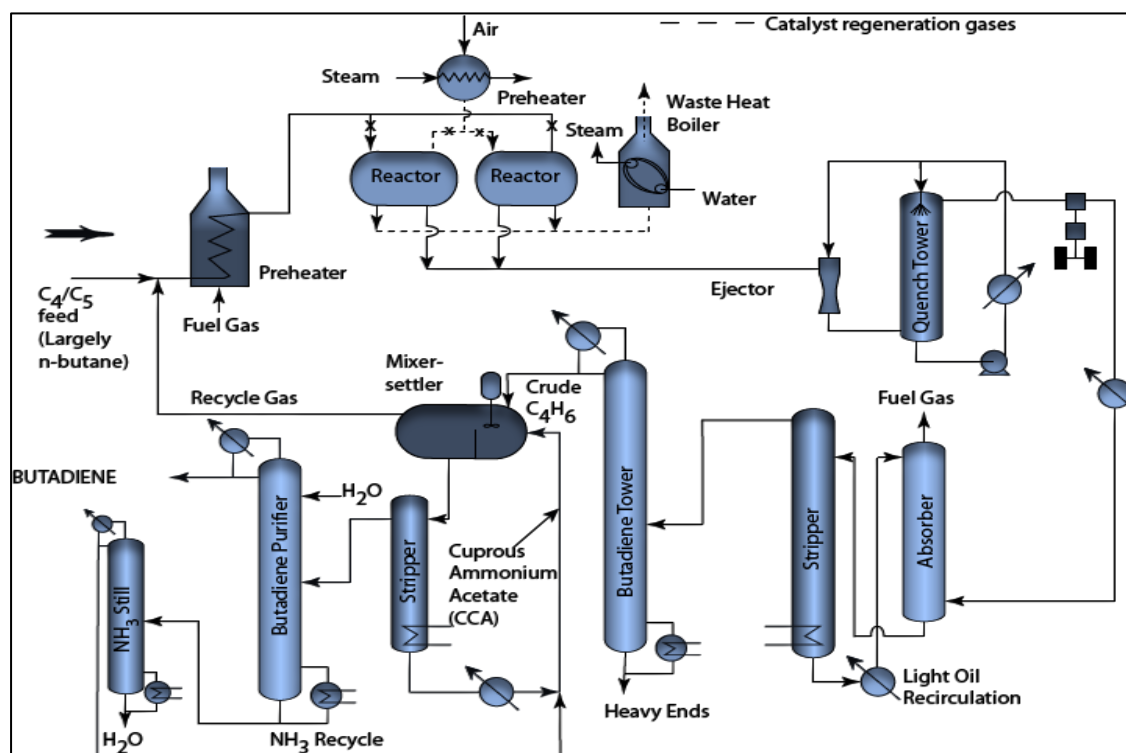 Air
Catalyst regeneration gases
Steam
Preheater
Waste Heat
Boiler
Steam
Reactor
Reactor
Water
Quench Tower
Preheater
Ejector
C₄/C₅
feed
(Largely
n-butane)
Fuel Gas
Mixer-
settler
Crude
C₄H₆
Recycle Gas
Fuel Gas
BUTADIENE
H₂O
Butadiene Purifier
Stripper
Cuprous
Ammonium
Acetate
(CCA)
Butadiene Tower
Stripper
Absorber
NH₃ Still
Light Oil
Recirculation
Heavy Ends
H₂O
NH₃ Recycle